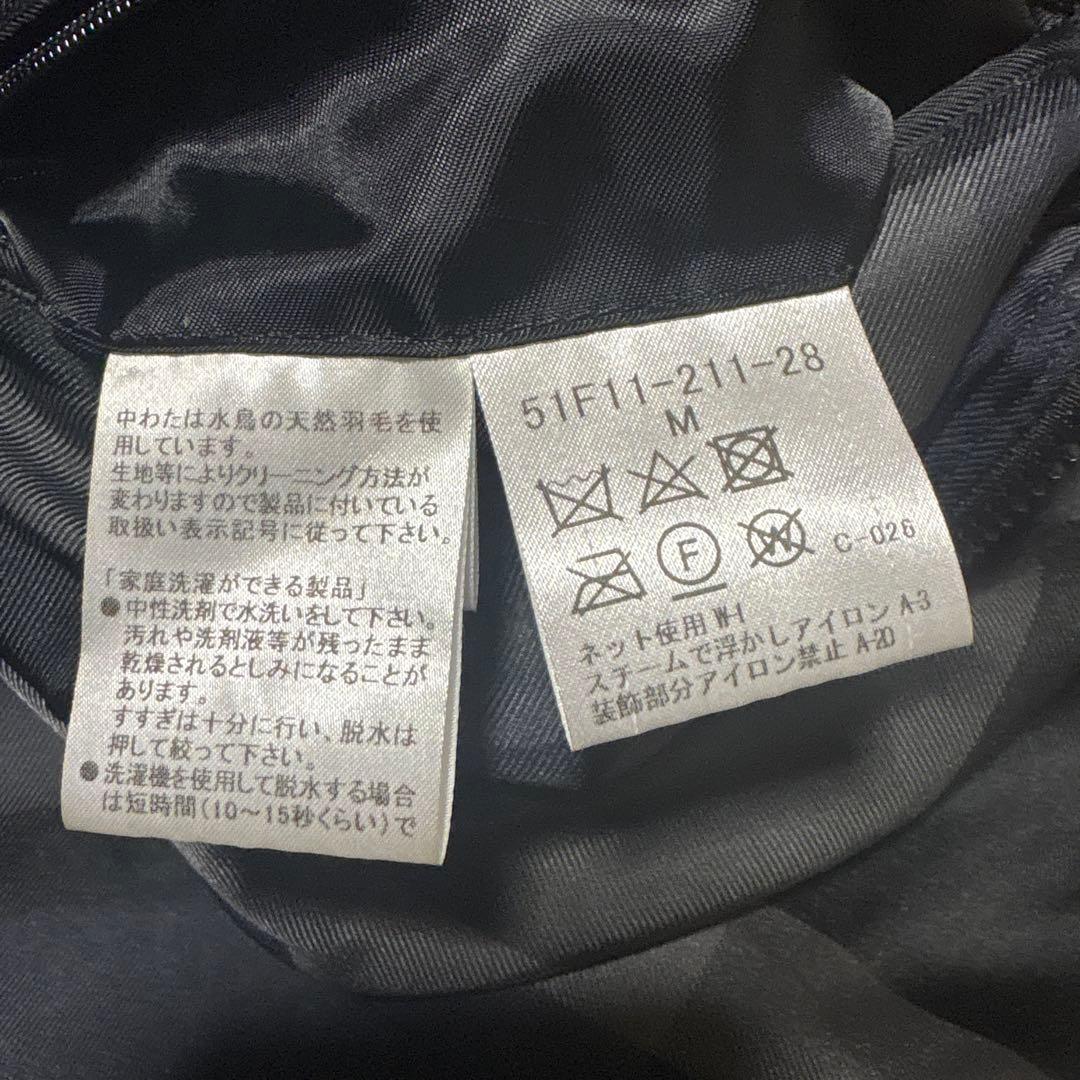 中わたは水鳥の天然羽毛を使
用しています。
生地等によりクリーニング方法が
変わりますので製品に付いている
取扱い表示記号に従って下さい。
「家庭洗濯ができる製品」
●中性洗剤で水洗いをして下さい。
汚れや洗剤液等が残ったまま
乾燥されるとしみになることが
あります。
すすぎは十分に行い、脱水は
押して絞って下さい。
●洗濯機を使用して脱水する場合
は短時間(10～15秒くらい)で
51F11-211-28
M
F W C-026
ネット使用 W-1
スチームで浮かしアイロン A-3
装飾部分アイロン禁止 A-20